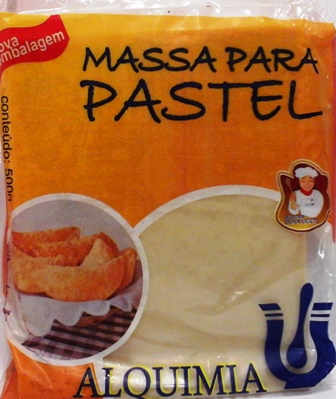 nova
embalagem
MASSA PARA
PASTEL
conteúdo: 500g
ALQUIMIA